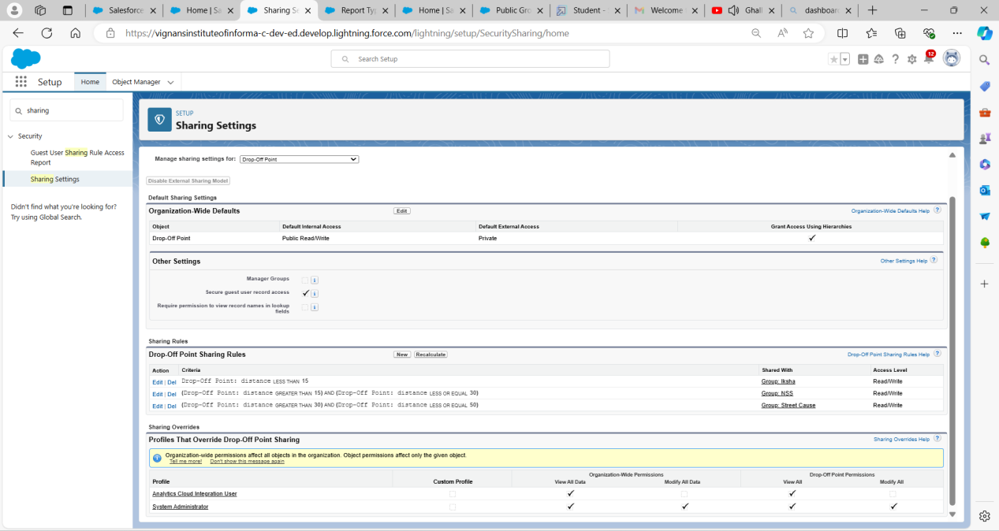 Salesforce
Home | Sa
Sharing Se
Report Typ
Home | Sa
Public Gro
Student -
Welcome
Ghall
dashboar
https://vignansinstituteofinforma-c-dev-ed.develop.lightning.force.com/lightning/setup/SecuritySharing/home
Search Setup
12
Setup
Home
Object Manager
sharing
Security
Guest User Sharing Rule Access
Report
Sharing Settings
Didn't find what you're looking for?
Try using Global Search.
SETUP
Sharing Settings
Manage sharing settings for: Drop-Off Point
Disable External Sharing Model
Default Sharing Settings
Organization-Wide Defaults Edit Organization-Wide Defaults Help ?
Object Default Internal Access Default External Access Grant Access Using Hierarchies
Drop-Off Point Public Read/Write Private ✓
Other Settings Other Settings Help ?
Manager Groups i
Secure guest user record access ✓ i
Require permission to view record names in lookup i
fields
Sharing Rules
Drop-Off Point Sharing Rules New Recalculate Drop-Off Point Sharing Rules Help ?
Action Criteria Shared With Access Level
Edit | Del Drop-Off Point: distance LESS THAN 15 Group: Iksha Read/Write
Edit | Del (Drop-Off Point: distance GREATER THAN 15) AND (Drop-Off Point: distance LESS OR EQUAL 30) Group: NSS Read/Write
Edit | Del (Drop-Off Point: distance GREATER THAN 30) AND (Drop-Off Point: distance LESS OR EQUAL 50) Group: Street Cause Read/Write
Sharing Overrides
Profiles That Override Drop-Off Point Sharing Sharing Overrides Help ?
Organization-wide permissions affect all objects in the organization. Object permissions affect only the given object.
Tell me more! Don't show this message again
Organization-Wide Permissions Drop-Off Point Permissions
Profile Custom Profile View All Data Modify All Data View All Modify All
Analytics Cloud Integration User ✓ ✓
System Administrator ✓ ✓ ✓ ✓